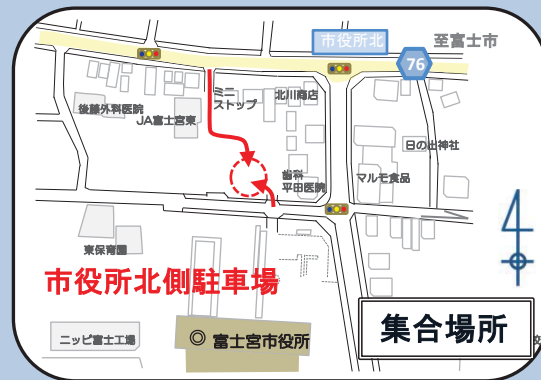 市役所北
至富士市
76
ミニ
ストップ
北川商店
後藤外科医院
JA富士宮東
日の出神社
歯科
平田医院
マルモ食品
東保育園
市役所北側駐車場
ニッピ富士工場
◎ 富士宮市役所
集合場所